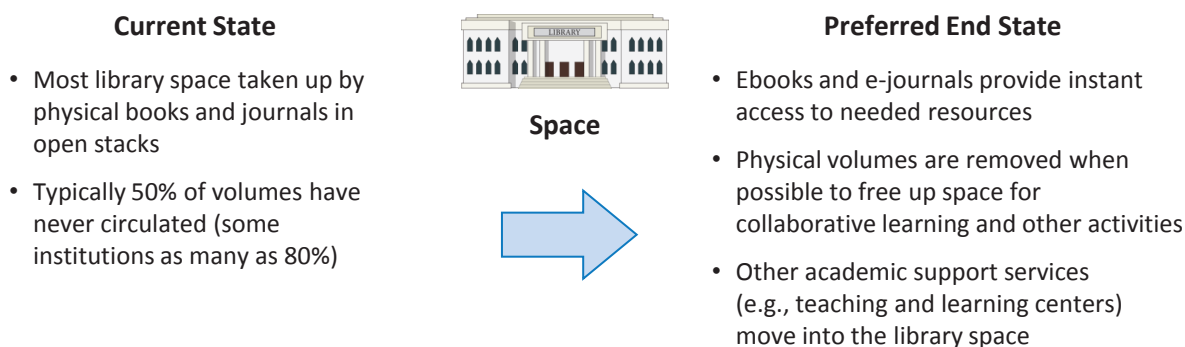 Current State
• Most library space taken up by
physical books and journals in
open stacks
• Typically 50% of volumes have
never circulated (some
institutions as many as 80%)
LIBRARY
Space
Preferred End State
• Ebooks and e-journals provide instant
access to needed resources
• Physical volumes are removed when
possible to free up space for
collaborative learning and other activities
• Other academic support services
(e.g., teaching and learning centers)
move into the library space